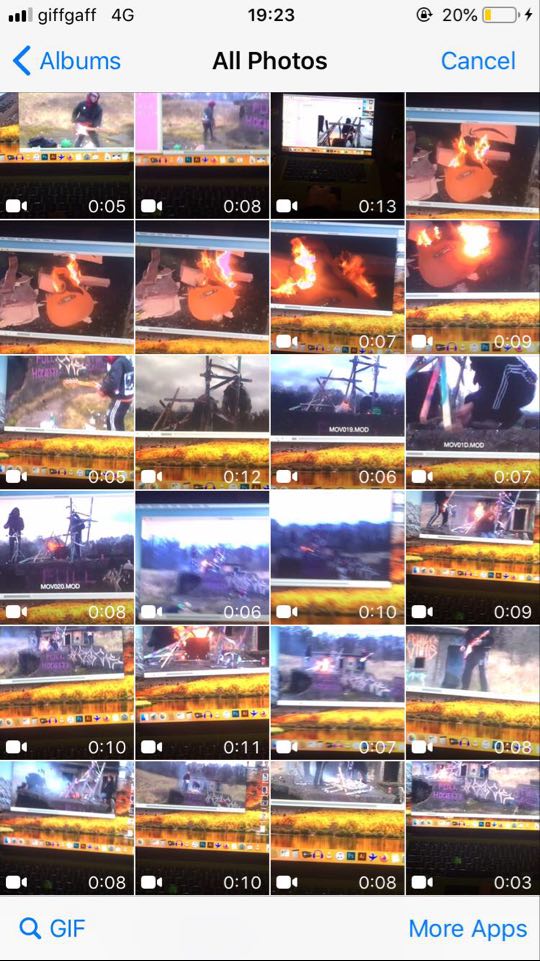 giffgaff 4G 19:23 20%
Albums All Photos Cancel
0:05 0:08 0:13
0:07 0:09
MOV019.MOD MOV01D.MOD
0:05 0:12 0:06 0:07
MOV020.MOD
0:08 0:06 0:10 0:09
0:10 0:11 0:07 0:08
0:08 0:10 0:08 0:03
GIF More Apps